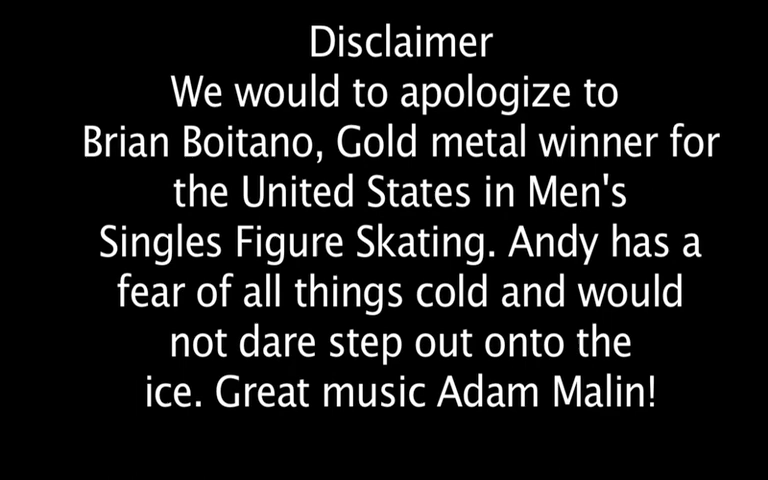 Disclaimer
We would to apologize to
Brian Boitano, Gold metal winner for
the United States in Men's
Singles Figure Skating. Andy has a
fear of all things cold and would
not dare step out onto the
ice. Great music Adam Malin!